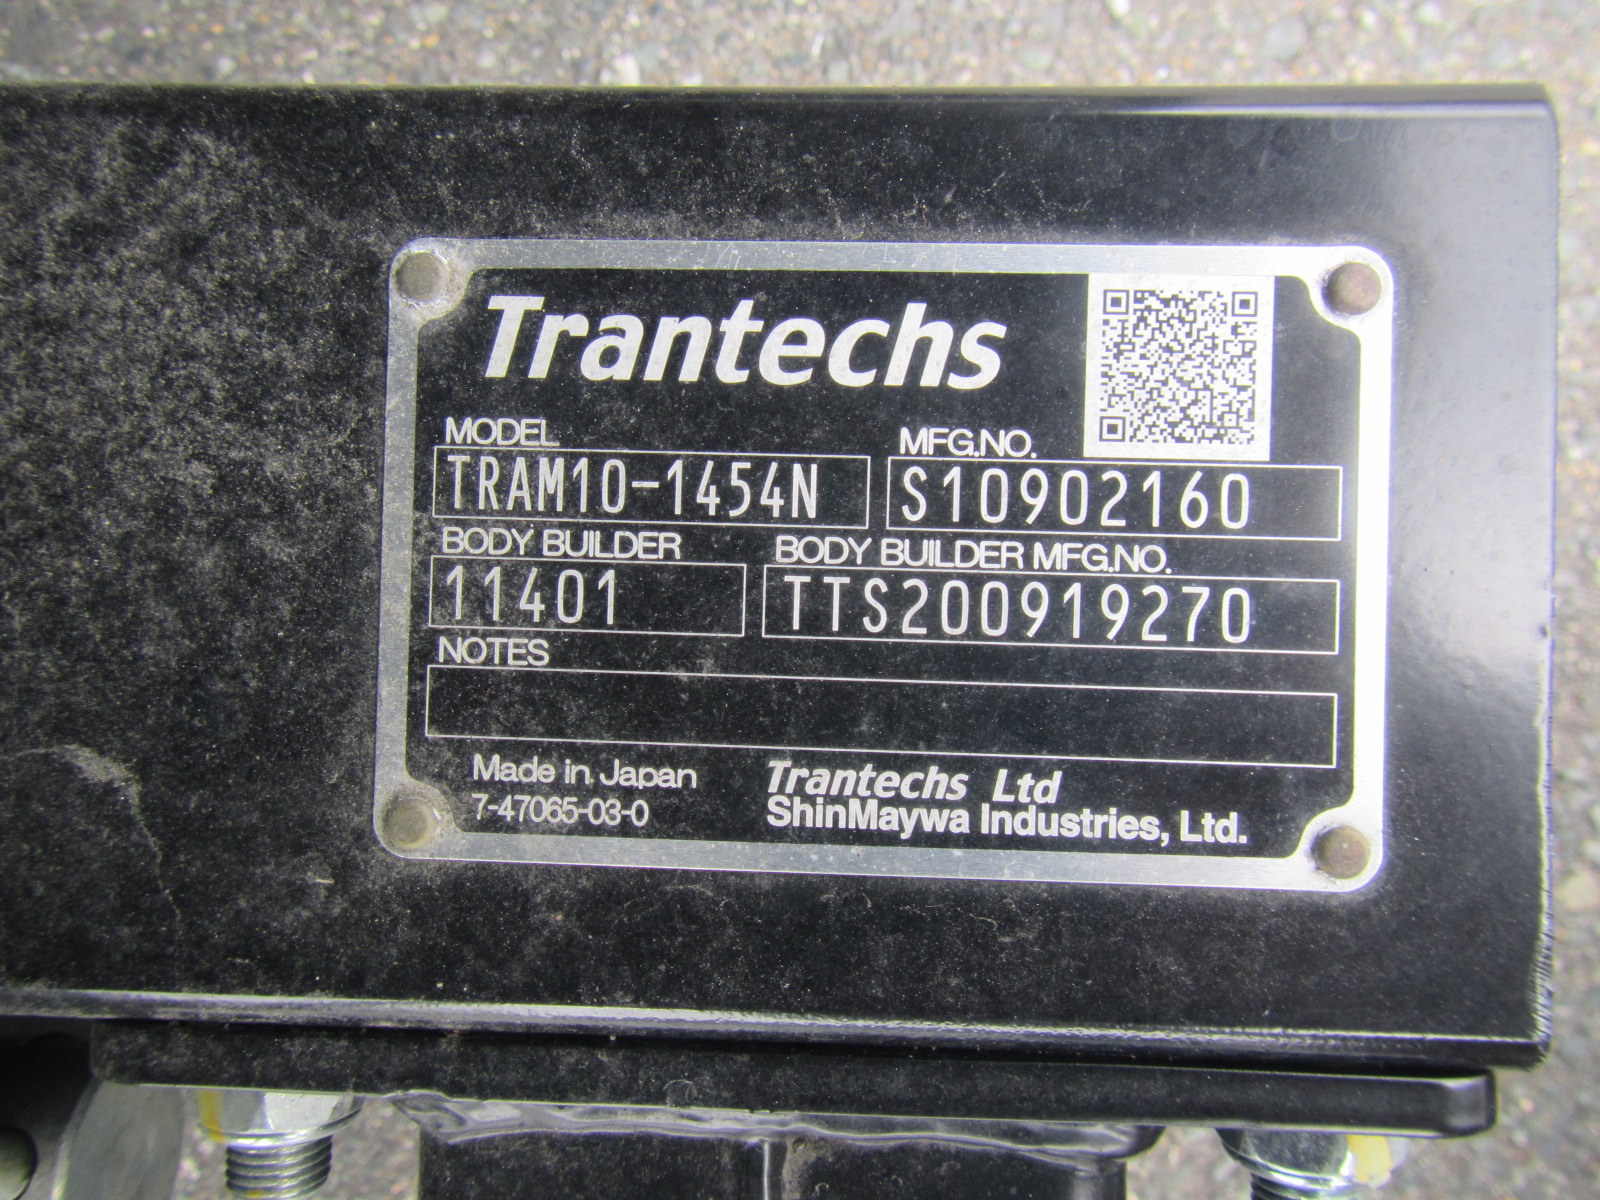 Trantechs
MODEL MFG.NO.
TRAM10-1454N S10902160
BODY BUILDER BODY BUILDER MFG.NO.
11401 TTS200919270
NOTES
Made in Japan Trantechs Ltd
7-47065-03-0 ShinMaywa Industries, Ltd.